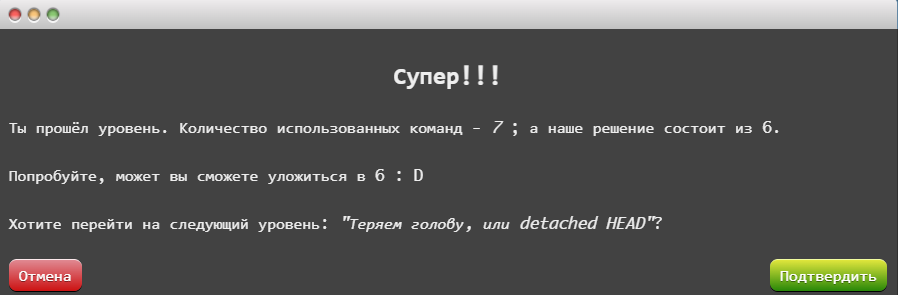 Супер!!!
Ты прошёл уровень. Количество использованных команд - 7 ; а наше решение состоит из 6.
Попробуйте, может вы сможете уложиться в 6 : D
Хотите перейти на следующий уровень: "Теряем голову, или detached HEAD"?
Отмена
Подтвердить